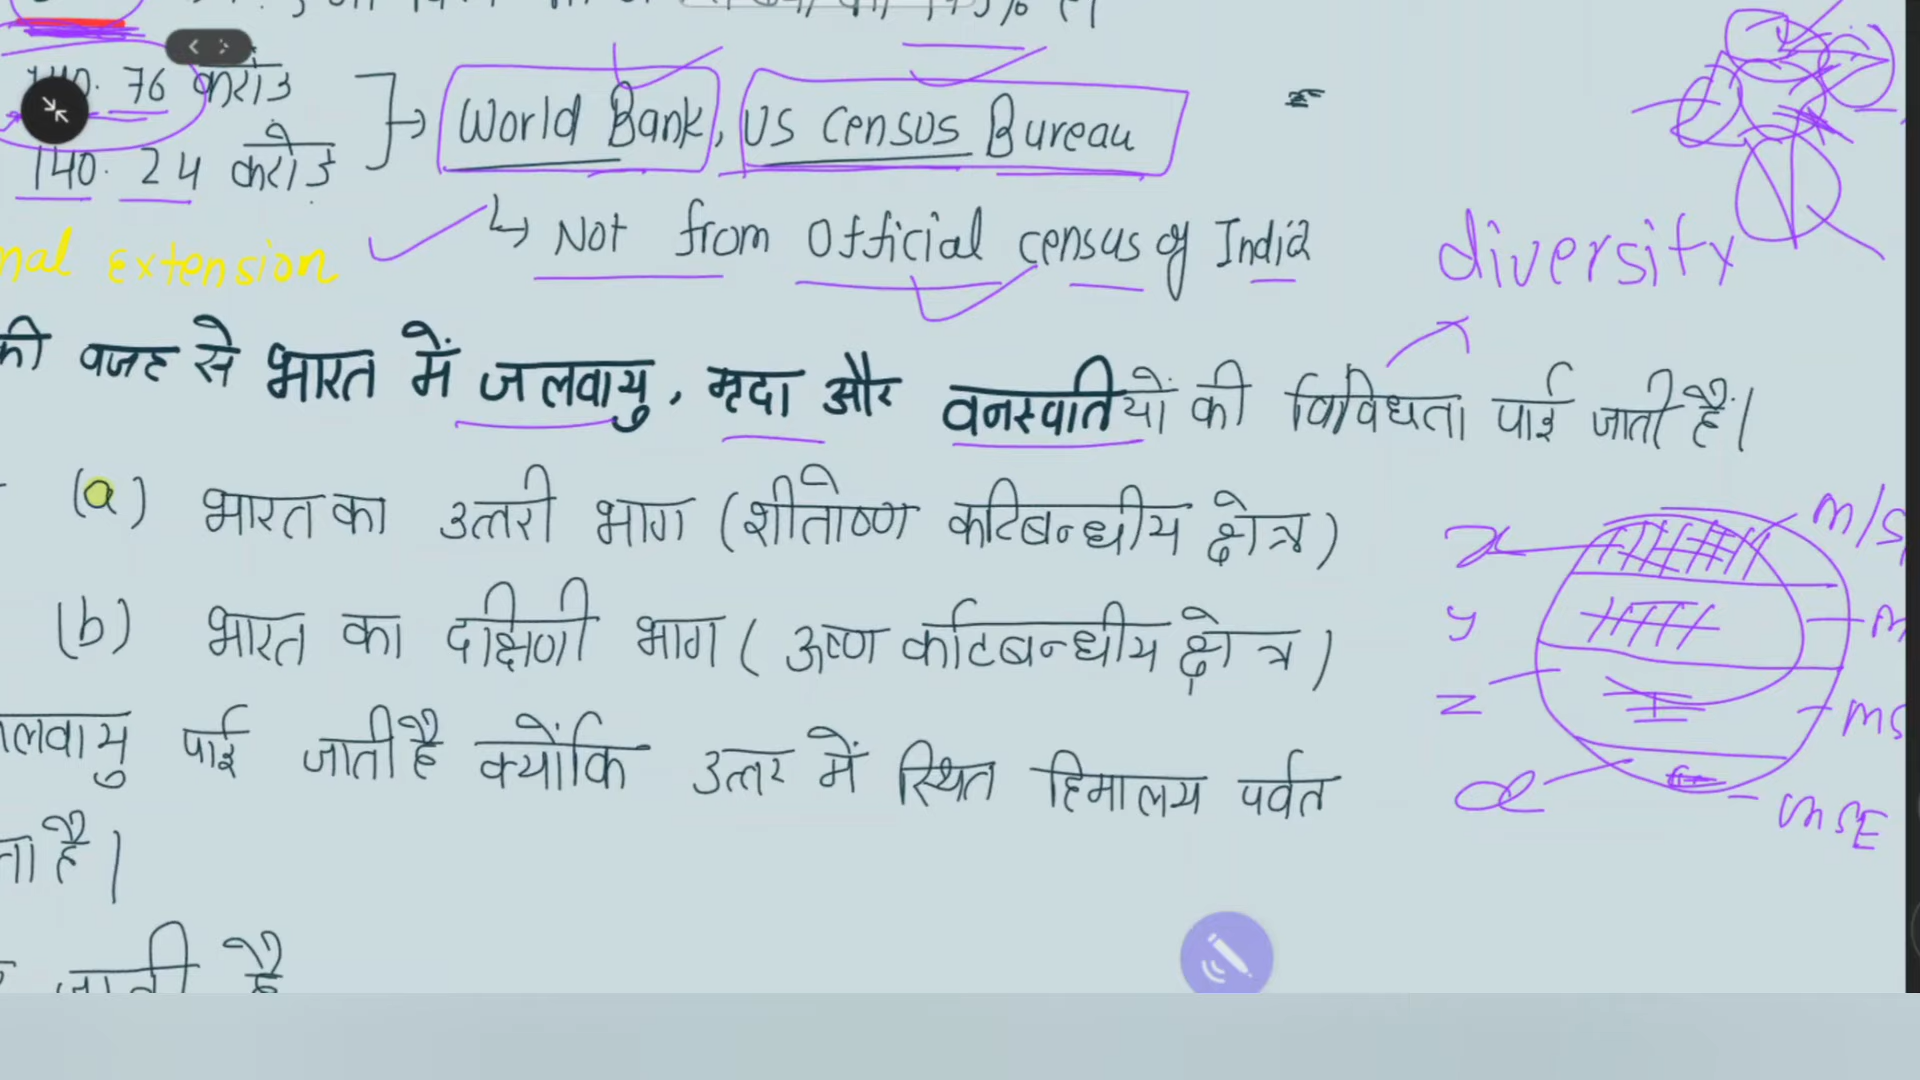 76 करोड़
140.24 करोड़
World Bank, US Census Bureau
Not from Official census of India
diversity
nal Extension
की वजह से भारत में जलवायु, मृदा और वनस्पतियों की विविधता पाई जाती है।
(a) भारत का उत्तरी भाग (शीतोष्ण कटिबन्धीय क्षेत्र)
(b) भारत का दक्षिणी भाग (उष्ण कटिबन्धीय क्षेत्र)
x
y
z
m/s
पाई जाती है क्योंकि उत्तर में स्थित हिमालय पर्वत
है।
जाती है